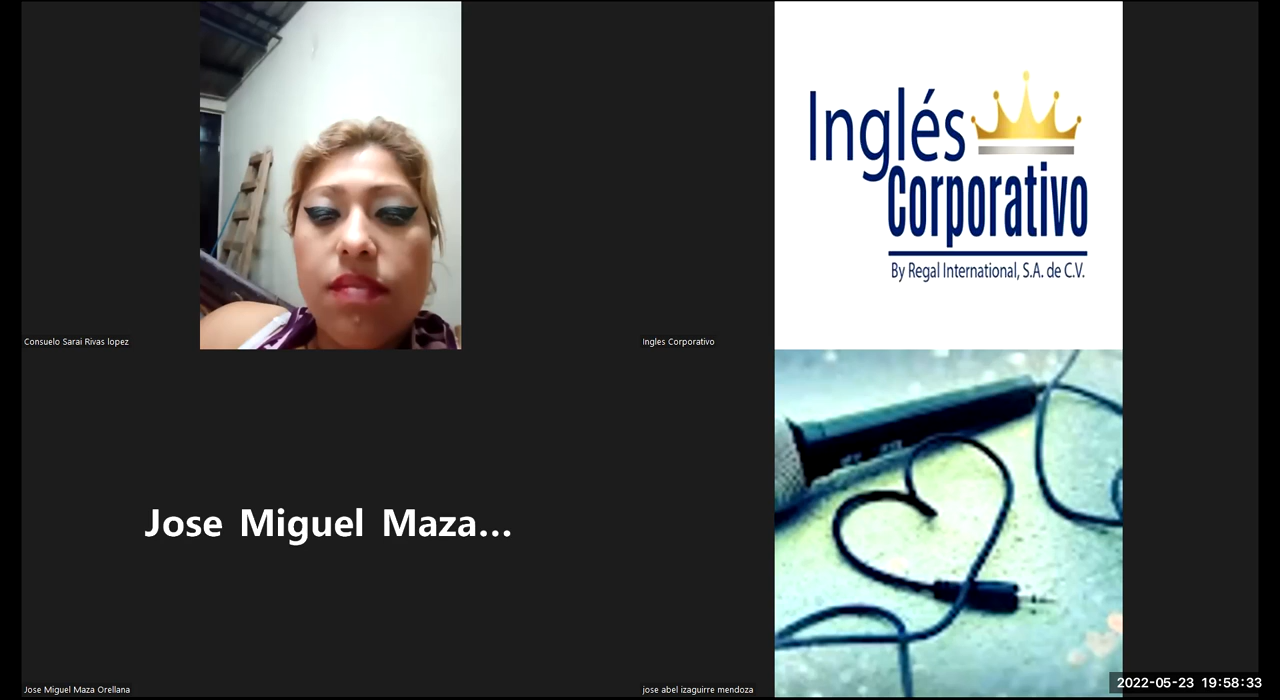 Inglés
Corporativo
By Regal International, S.A. de C.V.
Consuelo Sarai Rivas lopez
Ingles Corporativo
Jose Miguel Maza...
Jose Miguel Maza Orellana
jose abel izaguirre mendoza
2022-05-23 19:58:33